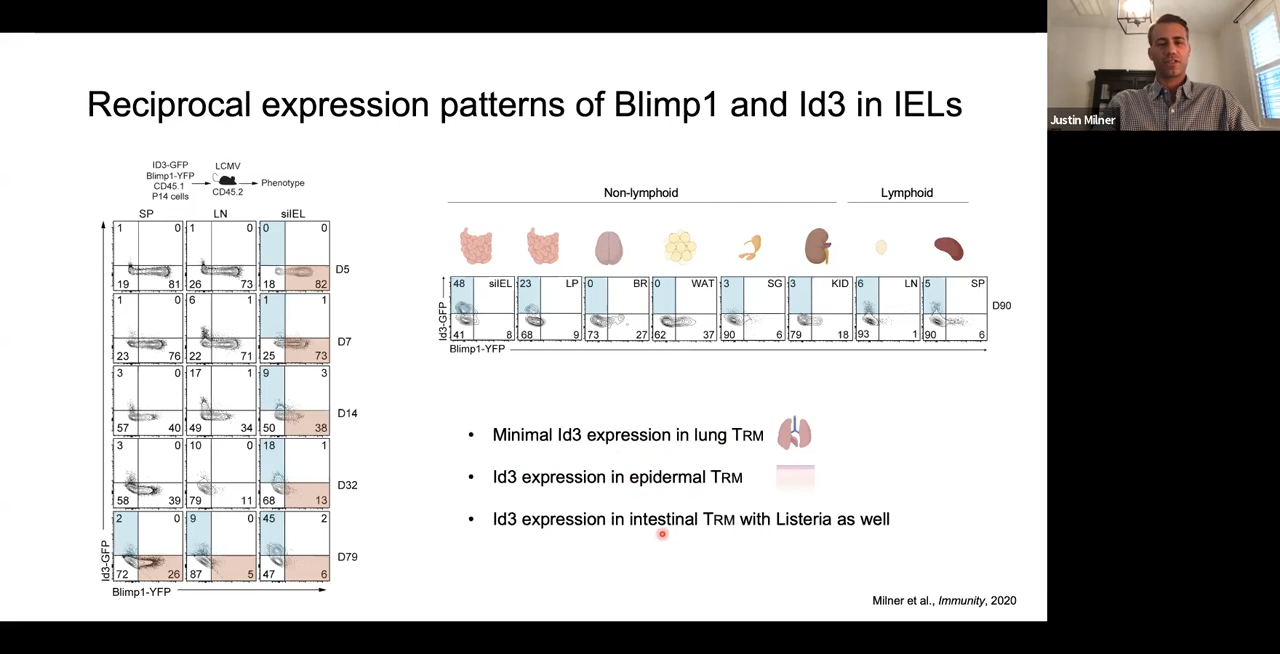 Reciprocal expression patterns of Blimp1 and Id3 in IELs
Justin Milner
ID3-GFP
Blimp1-YFP
CD45.1
P14 cells
LCMV
CD45.2
Phenotype
SP LN siIEL
1 0 1 0 0 0
D5
19 81 26 73 18 82
1 0 6 1 1 1
D7
23 76 22 71 25 73
3 0 17 1 9 3
D14
57 40 49 34 50 38
3 0 10 0 18 1
D32
58 39 79 11 68 13
2 0 9 0 45 2
D79
72 26 87 5 47 6
Id3-GFP
Blimp1-YFP
Non-lymphoid Lymphoid
48 siIEL 23 LP 0 BR 0 WAT 3 SG 3 KID 6 LN 5 SP
D90
41 8 68 9 73 27 62 37 90 6 79 18 93 1 90 6
Id3-GFP
Blimp1-YFP
• Minimal Id3 expression in lung TRM
• Id3 expression in epidermal TRM
• Id3 expression in intestinal TRM with Listeria as well
Milner et al., Immunity, 2020